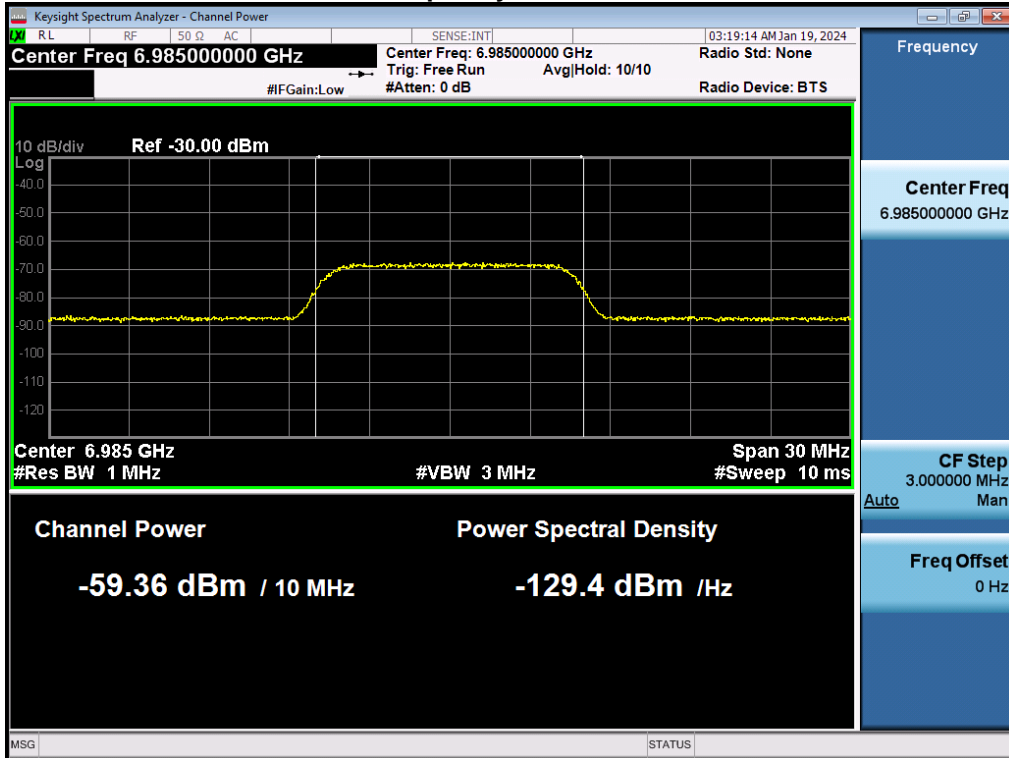 Keysight Spectrum Analyzer - Channel Power
LXI RL RF 50 Ω AC SENSE:INT 03:19:14 AM Jan 19, 2024
Center Freq 6.985000000 GHz
Center Freq: 6.985000000 GHz
Radio Std: None
Trig: Free Run Avg|Hold: 10/10
#IFGain:Low
#Atten: 0 dB
Radio Device: BTS
10 dB/div Ref -30.00 dBm
Log
-40.0
-50.0
-60.0
-70.0
-80.0
-90.0
-100
-110
-120
Center 6.985 GHz Span 30 MHz
#Res BW 1 MHz #VBW 3 MHz #Sweep 10 ms
Channel Power Power Spectral Density
-59.36 dBm / 10 MHz -129.4 dBm /Hz
Frequency
Center Freq
6.985000000 GHz
CF Step
3.000000 MHz
Auto Man
Freq Offset
0 Hz
MSG STATUS